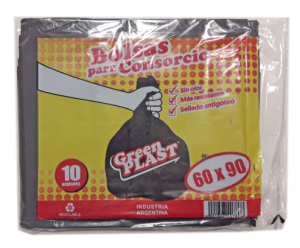 Bolsas
para Consorcio
Sin olor
Más resistente
Sellado antigoteo
Green
PLAST
10
unidades
60 x 90
RECICLABLE
INDUSTRIA
ARGENTINA